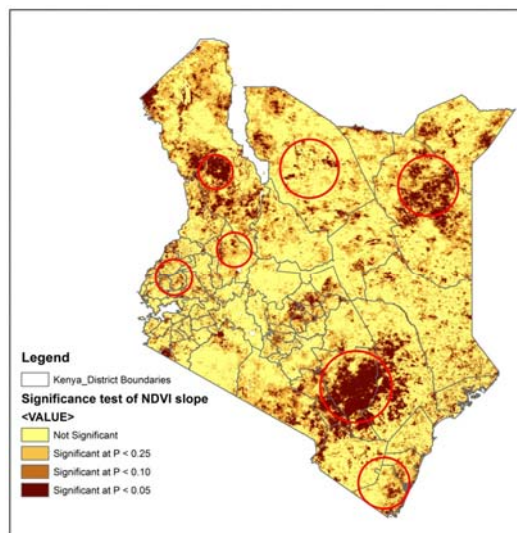 Legend
Kenya_District Boundaries
Significance test of NDVI slope
<VALUE>
Not Significant
Significant at P < 0.25
Significant at P < 0.10
Significant at P < 0.05